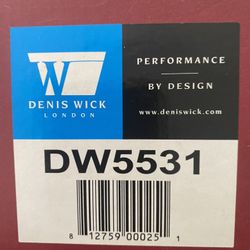 W
DENIS WICK
LONDON
PERFORMANCE
BY DESIGN
www.deniswick.com
DW5531
8 12759 00025 1